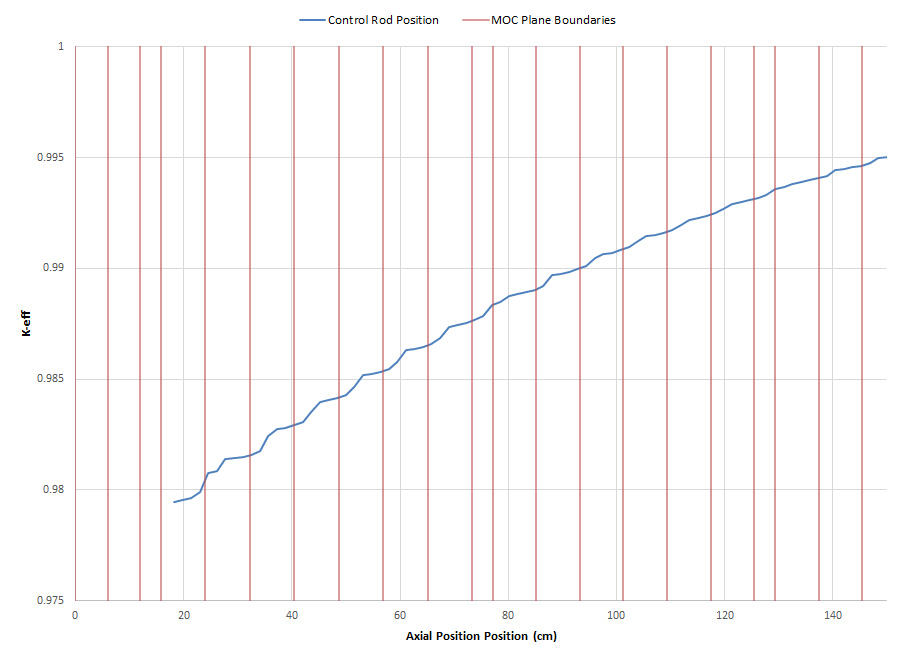 Control Rod Position MOC Plane Boundaries
1
0.995
0.99
0.985
0.98
0.975
K-eff
0 20 40 60 80 100 120 140
Axial Position Position (cm)